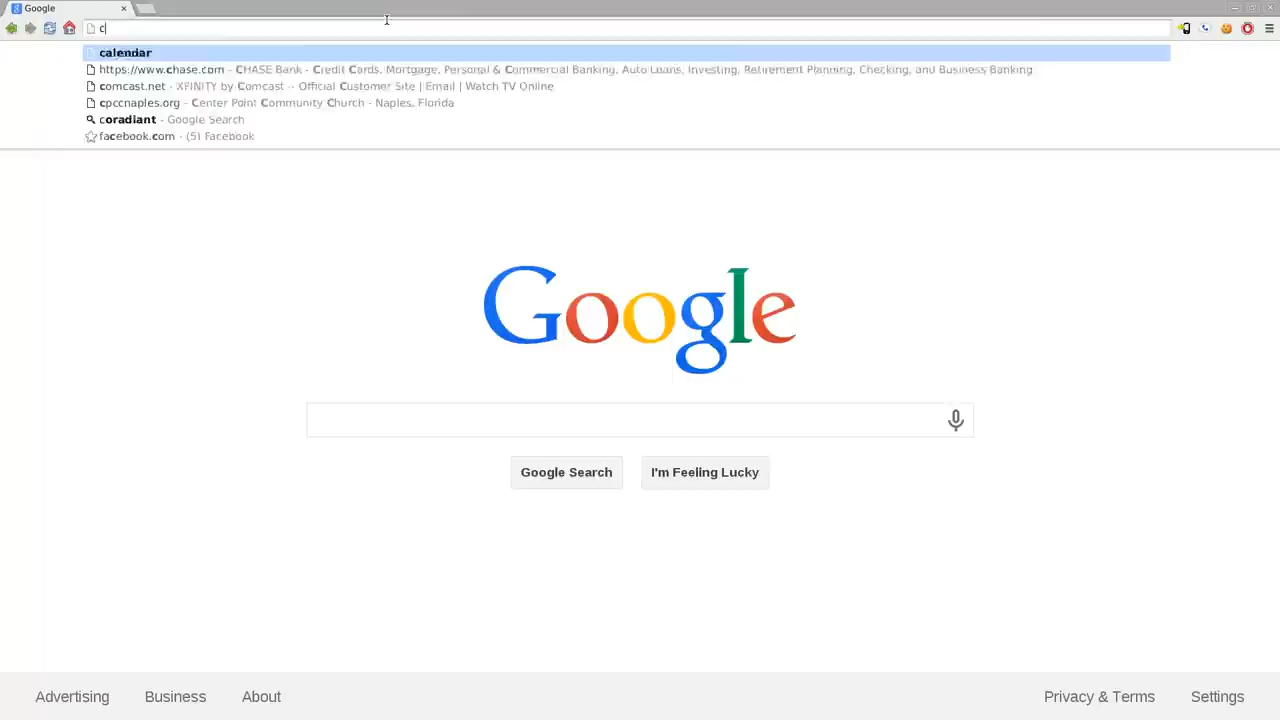 Google
c
calendar
https://www.chase.com - CHASE Bank - Credit Cards, Mortgage, Personal & Commercial Banking, Auto Loans, Investing, Retirement Planning, Checking, and Business Banking
comcast.net - XFINITY by Comcast -- Official Customer Site | Email | Watch TV Online
cpccnaples.org - Center Point Community Church - Naples, Florida
coradiant - Google Search
facebook.com - (5) Facebook
Google
Google Search I'm Feeling Lucky
Advertising Business About Privacy & Terms Settings